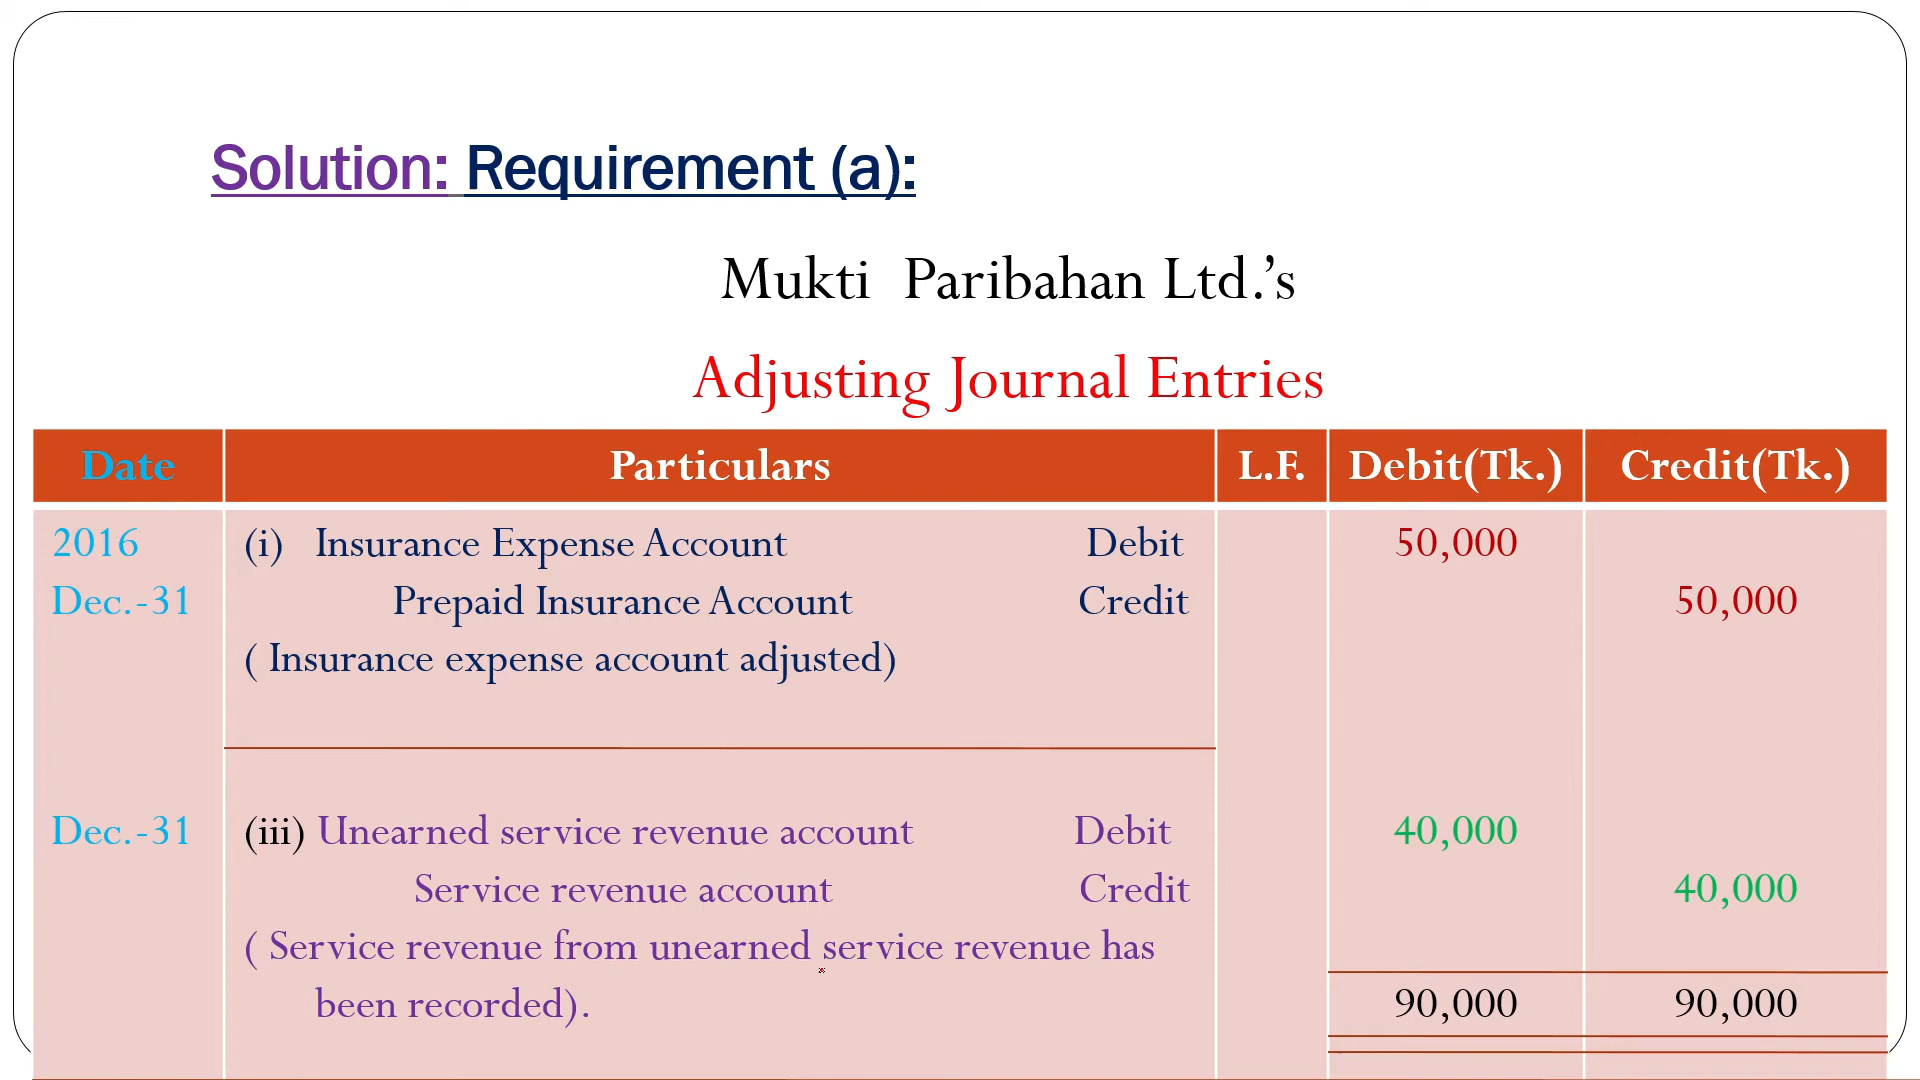 Solution: Requirement (a):
Mukti Paribahan Ltd.’s
Adjusting Journal Entries
Date Particulars L.F. Debit(Tk.) Credit(Tk.)
2016 (i) Insurance Expense Account Debit 50,000
Dec.-31 Prepaid Insurance Account Credit 50,000
( Insurance expense account adjusted)
Dec.-31 (iii) Unearned service revenue account Debit 40,000
Service revenue account Credit 40,000
( Service revenue from unearned service revenue has
been recorded). 90,000 90,000